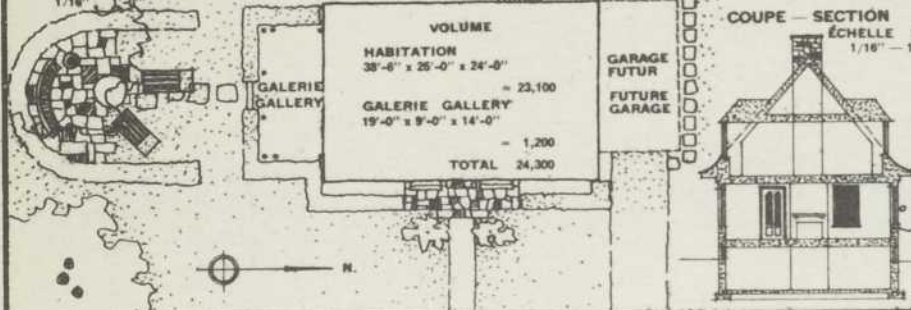 1/16"
VOLUME
HABITATION
38'-6" x 25'-0" x 24'-0"
= 23,100
GALERIE GALLERY
19'-0" x 9'-0" x 14'-0"
= 1,200
TOTAL 24,300
GALERIE
GALLERY
GARAGE
FUTUR
FUTURE
GARAGE
N.
COUPE — SECTION
ÉCHELLE
1/16" — 1